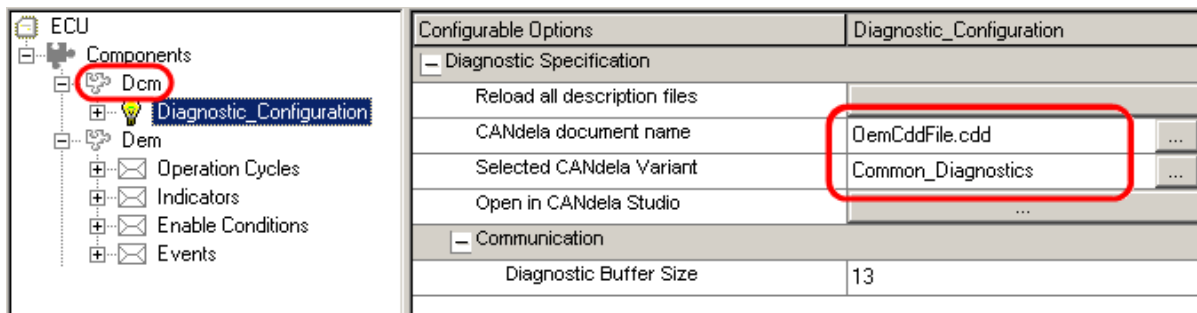 ECU
Components
Dcm
Diagnostic_Configuration
Dem
Operation Cycles
Indicators
Enable Conditions
Events
Configurable Options Diagnostic_Configuration
Diagnostic Specification
Reload all description files
CANdela document name OemCddFile.cdd ...
Selected CANdela Variant Common_Diagnostics ...
Open in CANdela Studio ...
Communication
Diagnostic Buffer Size 13